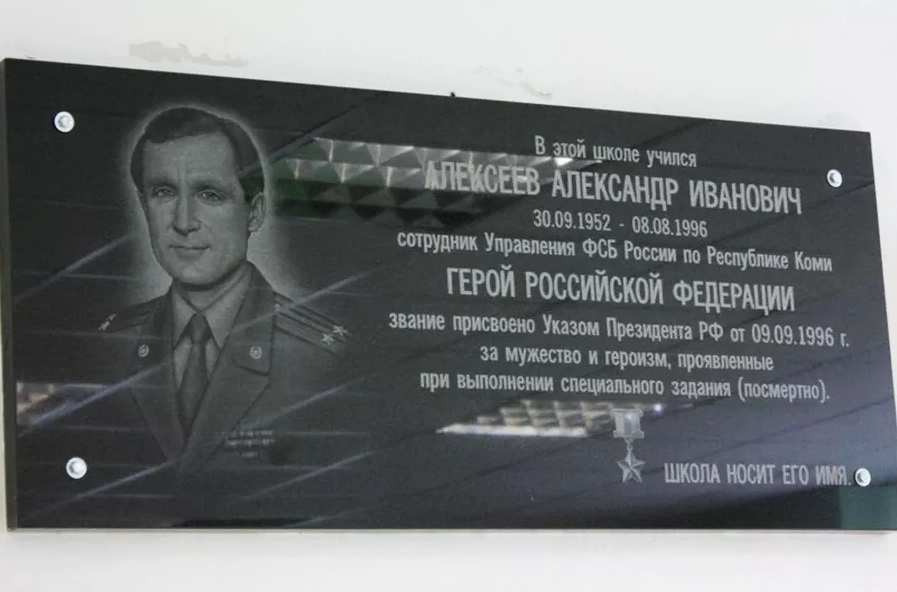 В этой школе учился
АЛЕКСЕЕВ АЛЕКСАНДР ИВАНОВИЧ
30.09.1952 - 08.08.1996
сотрудник Управления ФСБ России по Республике Коми
ГЕРОЙ РОССИЙСКОЙ ФЕДЕРАЦИИ
звание присвоено Указом Президента РФ от 09.09.1996 г.
за мужество и героизм, проявленные
при выполнении специального задания (посмертно).
ШКОЛА НОСИТ ЕГО ИМЯ.